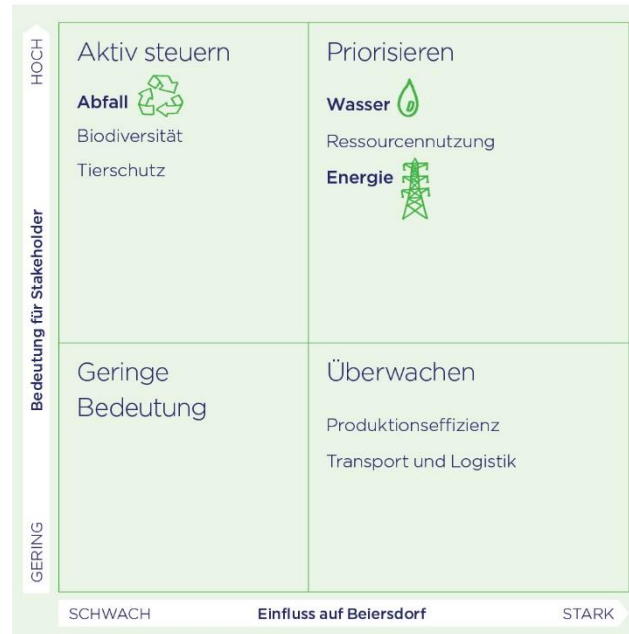 HOCH
Bedeutung für Stakeholder
GERING
Aktiv steuern
Abfall
Biodiversität
Tierschutz
Priorisieren
Wasser
Ressourcennutzung
Energie
Geringe
Bedeutung
Überwachen
Produktionseffizienz
Transport und Logistik
SCHWACH
Einfluss auf Beiersdorf
STARK